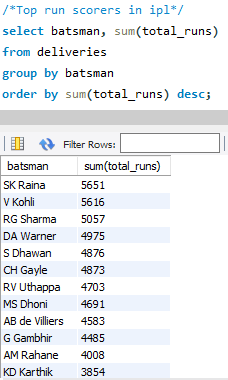 /*Top run scorers in ipl*/
select batsman, sum(total_runs)
from deliveries
group by batsman
order by sum(total_runs) desc;
Filter Rows:
batsman sum(total_runs)
SK Raina 5651
V Kohli 5616
RG Sharma 5057
DA Warner 4975
S Dhawan 4876
CH Gayle 4873
RV Uthappa 4703
MS Dhoni 4691
AB de Villiers 4583
G Gambhir 4485
AM Rahane 4008
KD Karthik 3854